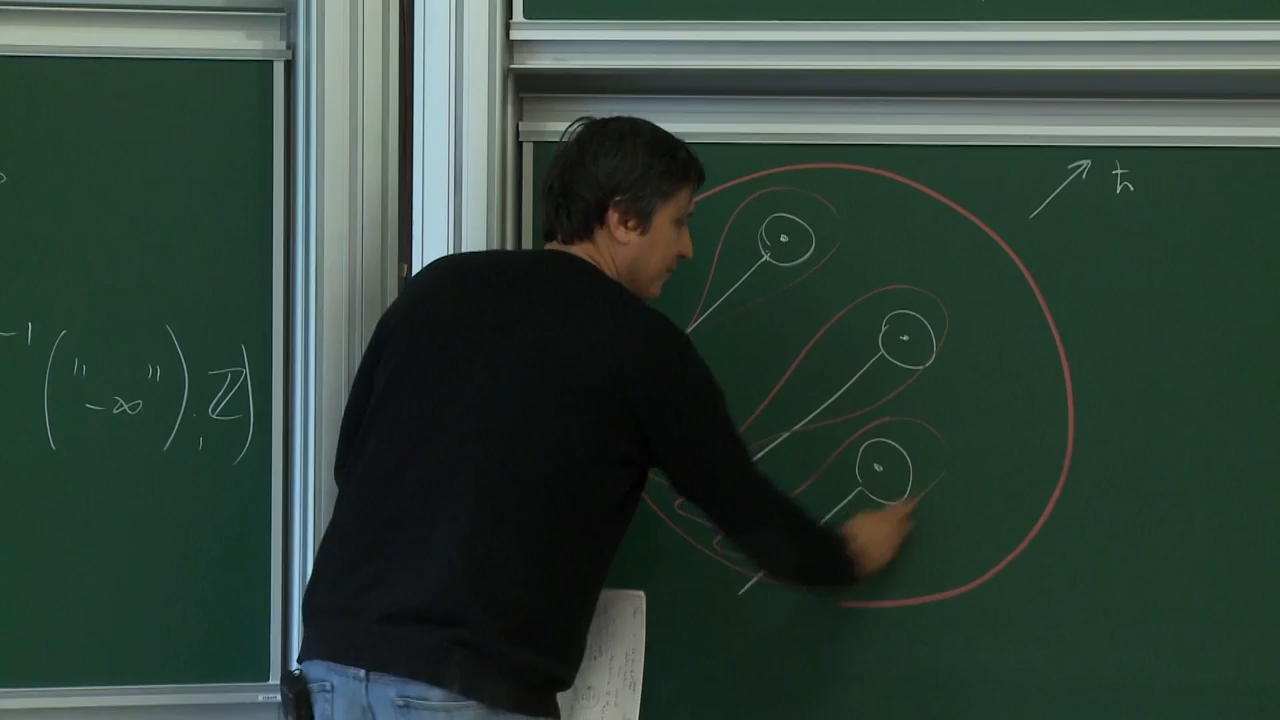 -1 ( " -∞ " ) , ℤ )
ħ